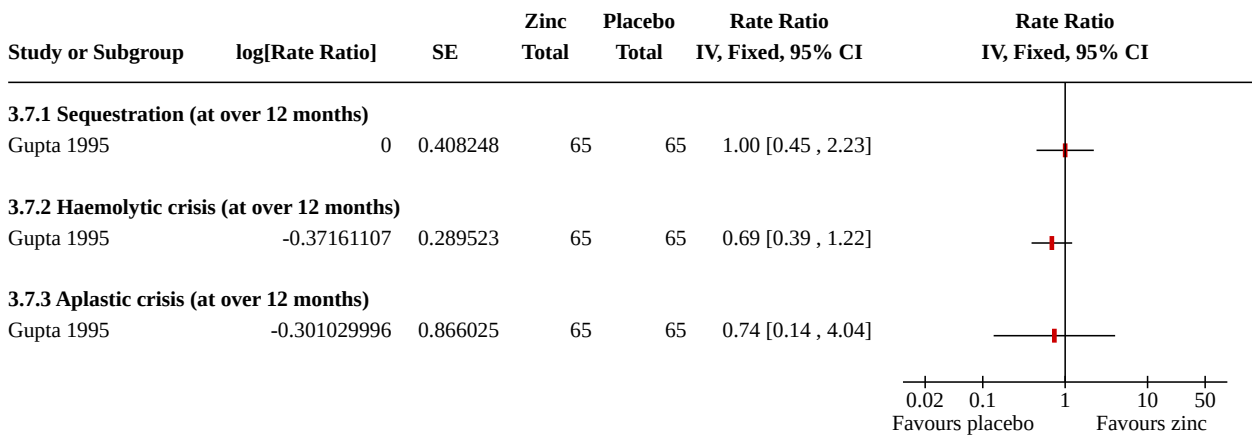 Zinc Placebo Rate Ratio Rate Ratio
Study or Subgroup log[Rate Ratio] SE Total Total IV, Fixed, 95% CI IV, Fixed, 95% CI
3.7.1 Sequestration (at over 12 months)
Gupta 1995 0 0.408248 65 65 1.00 [0.45 , 2.23]
3.7.2 Haemolytic crisis (at over 12 months)
Gupta 1995 -0.37161107 0.289523 65 65 0.69 [0.39 , 1.22]
3.7.3 Aplastic crisis (at over 12 months)
Gupta 1995 -0.301029996 0.866025 65 65 0.74 [0.14 , 4.04]
0.02 0.1 1 10 50
Favours placebo Favours zinc